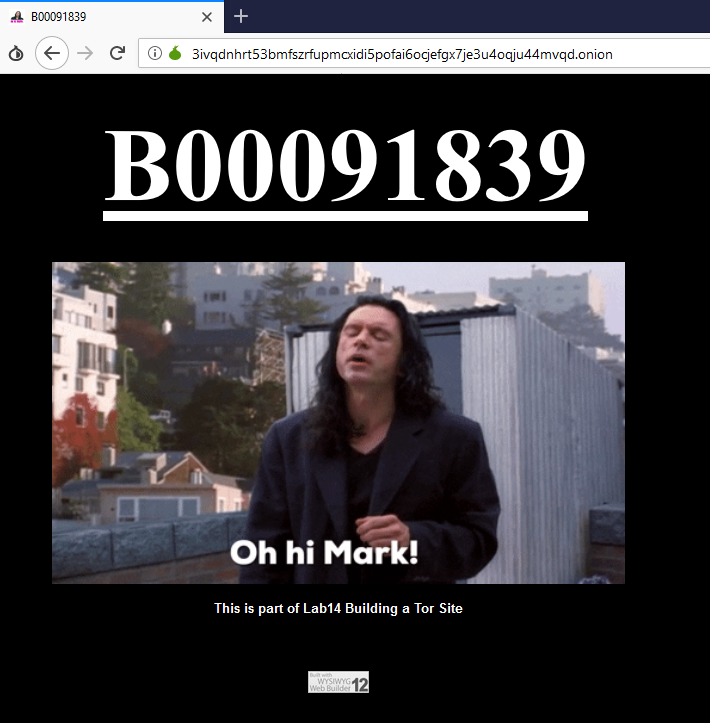 B00091839
3ivqdnhrt53bmfszrfupmcxidi5pofai6ocjefgx7je3u4oqju44mvqd.onion
B00091839
Oh hi Mark!
This is part of Lab14 Building a Tor Site
Built with
WYSIWYG
Web Builder 12